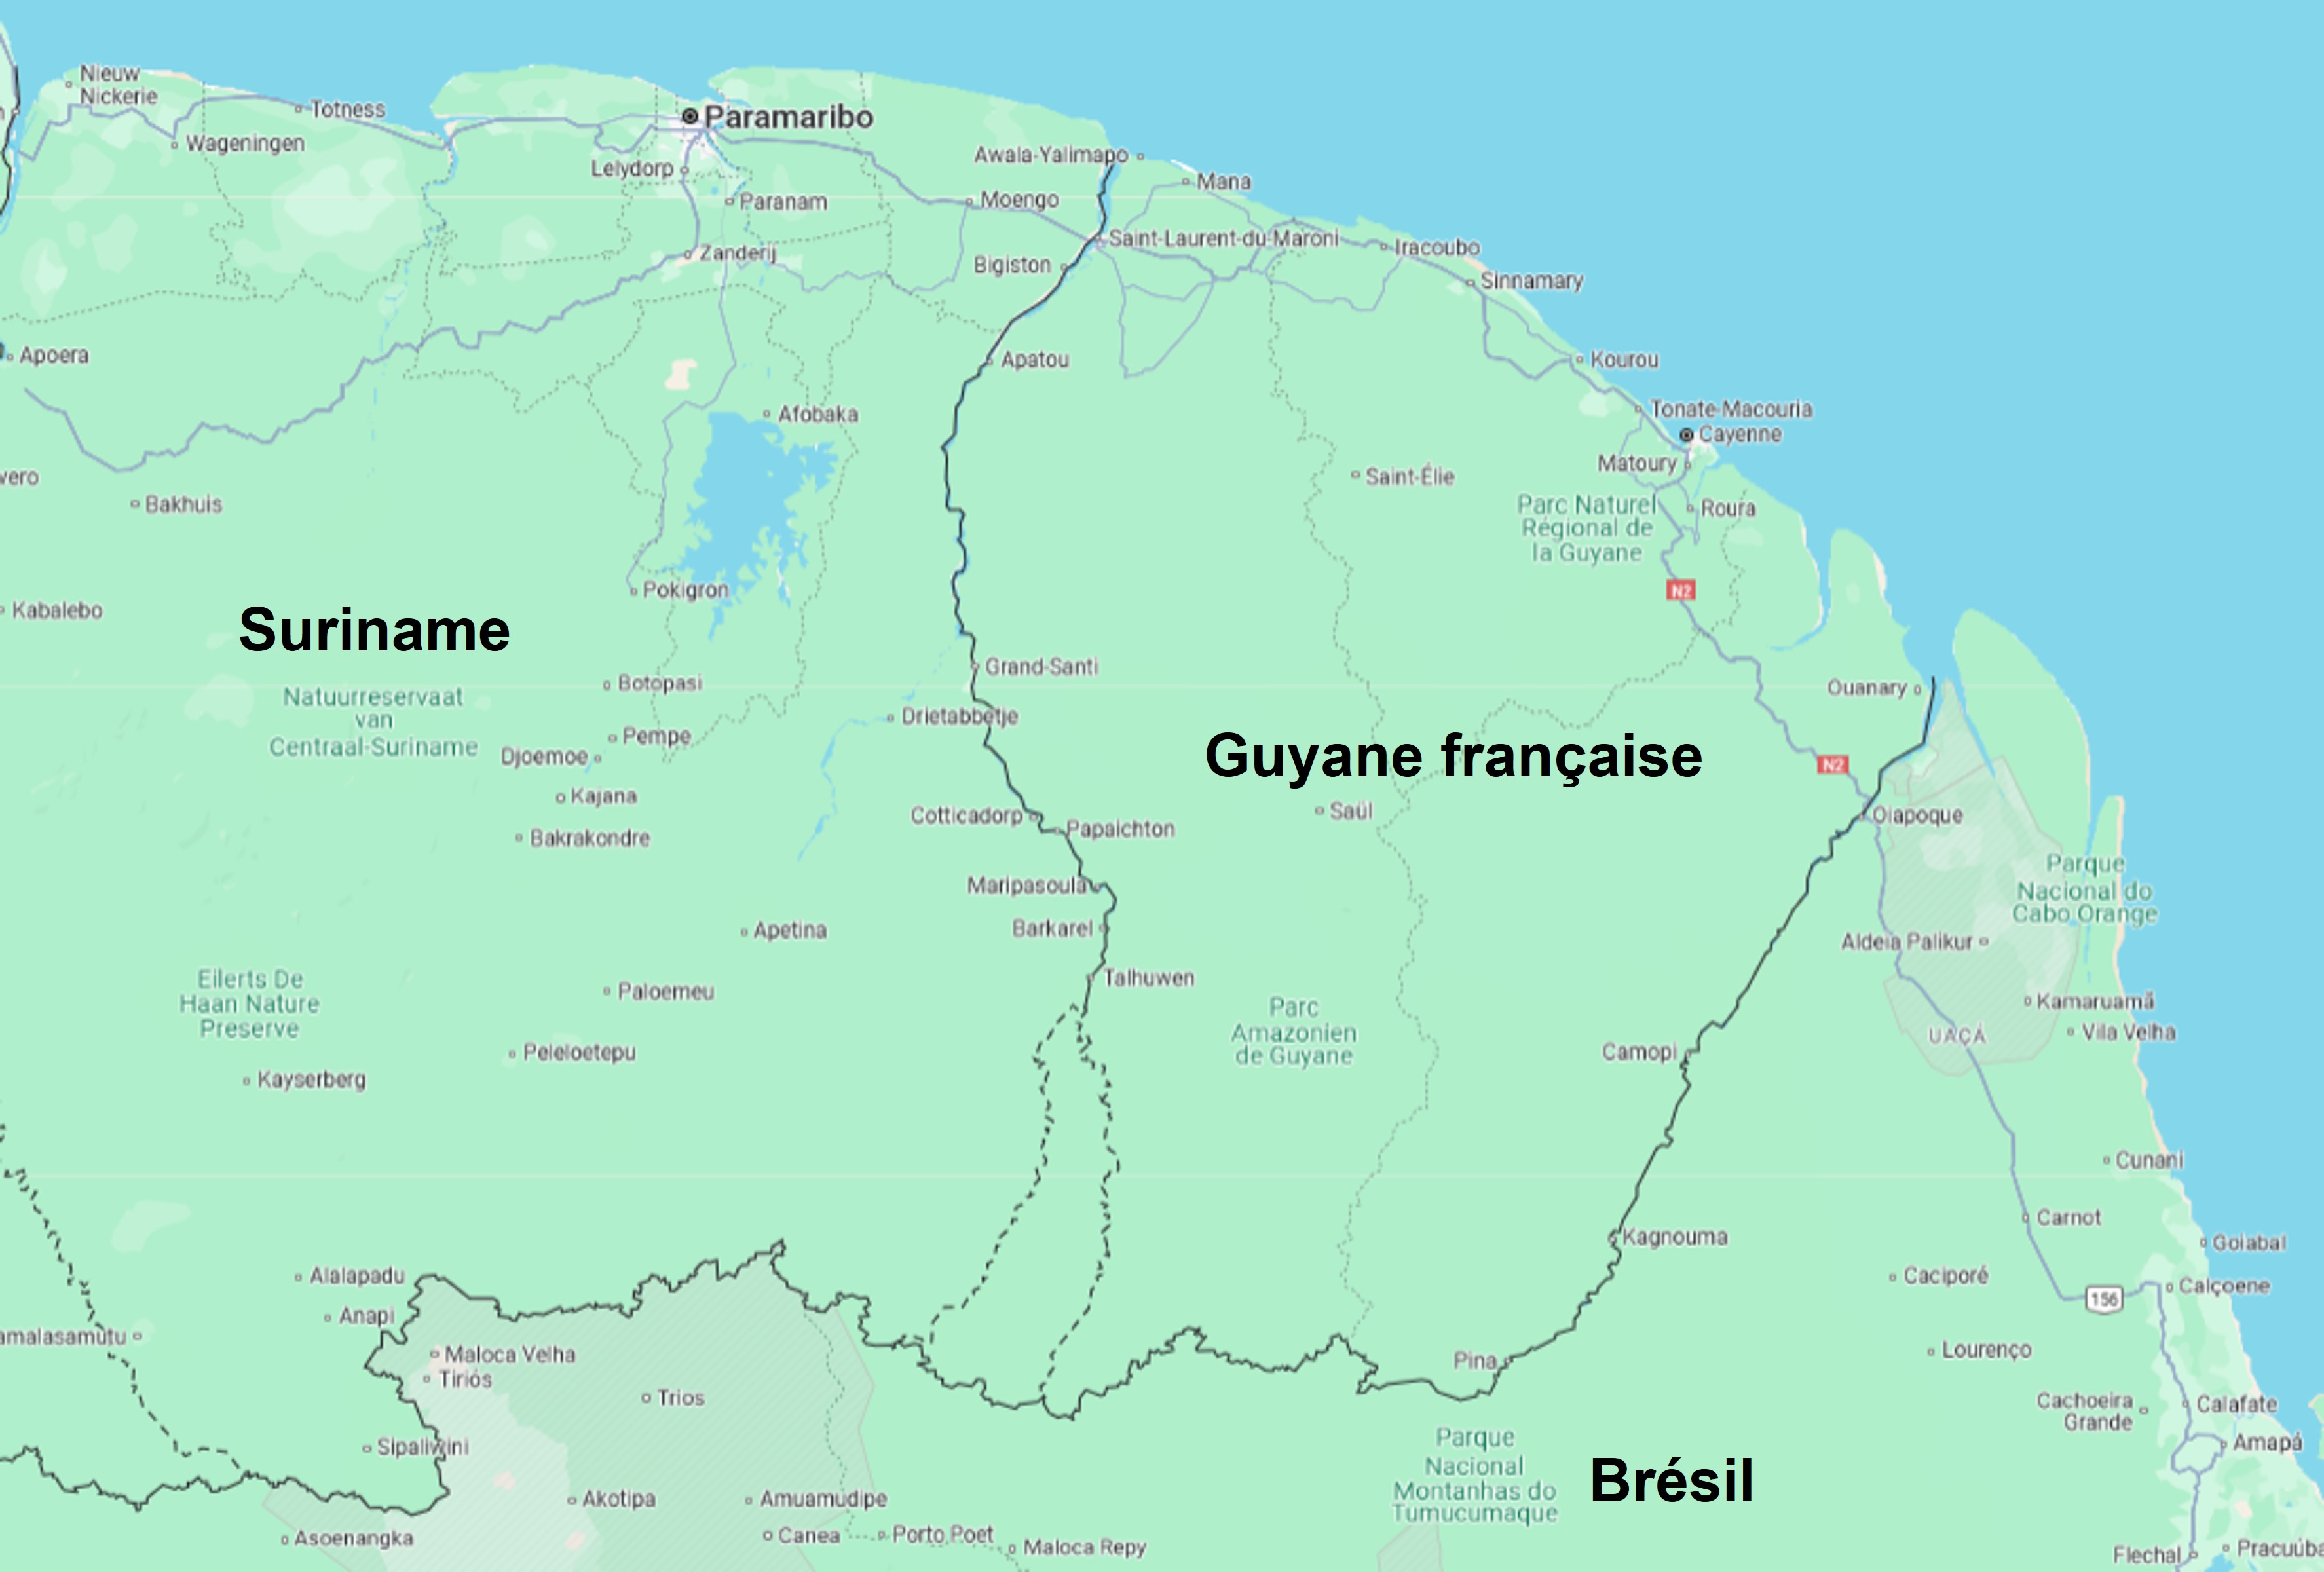 Nieuw
Nickerie
Totness
Wageningen
Paramaribo
Lelydorp
Paranam
Zanderij
Awala-Yalimapo
Mana
Moengo
Saint-Laurent-du-Maroni
Bigiston
Iracoubo
Sinnamary
Apoera
Apatou
Kourou
Afobaka
Tonate-Macouria
Cayenne
Matoury
Saint-Élie
Bakhuis
Parc Naturel
Régional de
la Guyane
Roura
N2
Pokigron
Kabalebo
Suriname
Grand-Santi
Botopasi
Ouanary
Natuurreservaat
van
Centraal-Suriname
Drietabbetje
Pempe
Djoemoe
Guyane française
N2
Kajana
Saül
Cotticadorp
Oiapoque
Papaichton
Bakrakondre
Parque
Nacional do
Cabo Orange
Maripasoula
Apetina
Barkarel
Aldeia Palikur
Eilerts De
Haan Nature
Preserve
Talhuwen
Paloemeu
Parc
Amazonien
de Guyane
Kamaruamã
UAÇÁ
Vila Velha
Peleloetepu
Camopi
Kayserberg
Cunani
Carnot
Kagnouma
Goiabal
Alalapadu
Caciporé
Calçoene
156
Anapi
amalasamutu
Maloca Velha
Tiriós
Lourenço
Pina
Trios
Cachoeira
Grande
Calafate
Sipaliwini
Parque
Nacional
Montanhas do
Tumucumaque
Brésil
Amapá
Akotipa
Amuamudipe
Asoenangka
Canea
Porto Poet
Maloca Repy
Flechal
Pracuúba